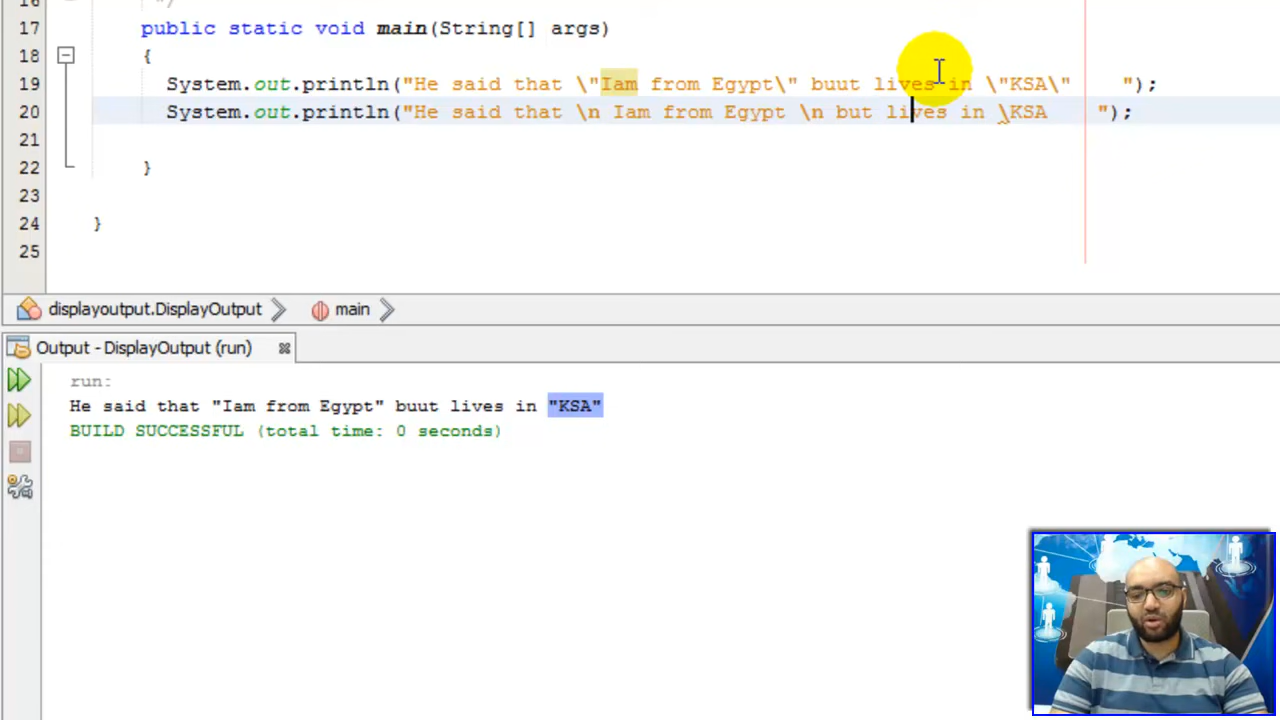 */
17 public static void main(String[] args)
18 {
19 System.out.println("He said that \"Iam from Egypt\" buut lives in \"KSA\"    ");
20 System.out.println("He said that \n Iam from Egypt \n but lives in \KSA    ");
21
22 }
23
24 }
25
displayoutput.DisplayOutput main
Output - DisplayOutput (run)
run:
He said that "Iam from Egypt" buut lives in "KSA"
BUILD SUCCESSFUL (total time: 0 seconds)